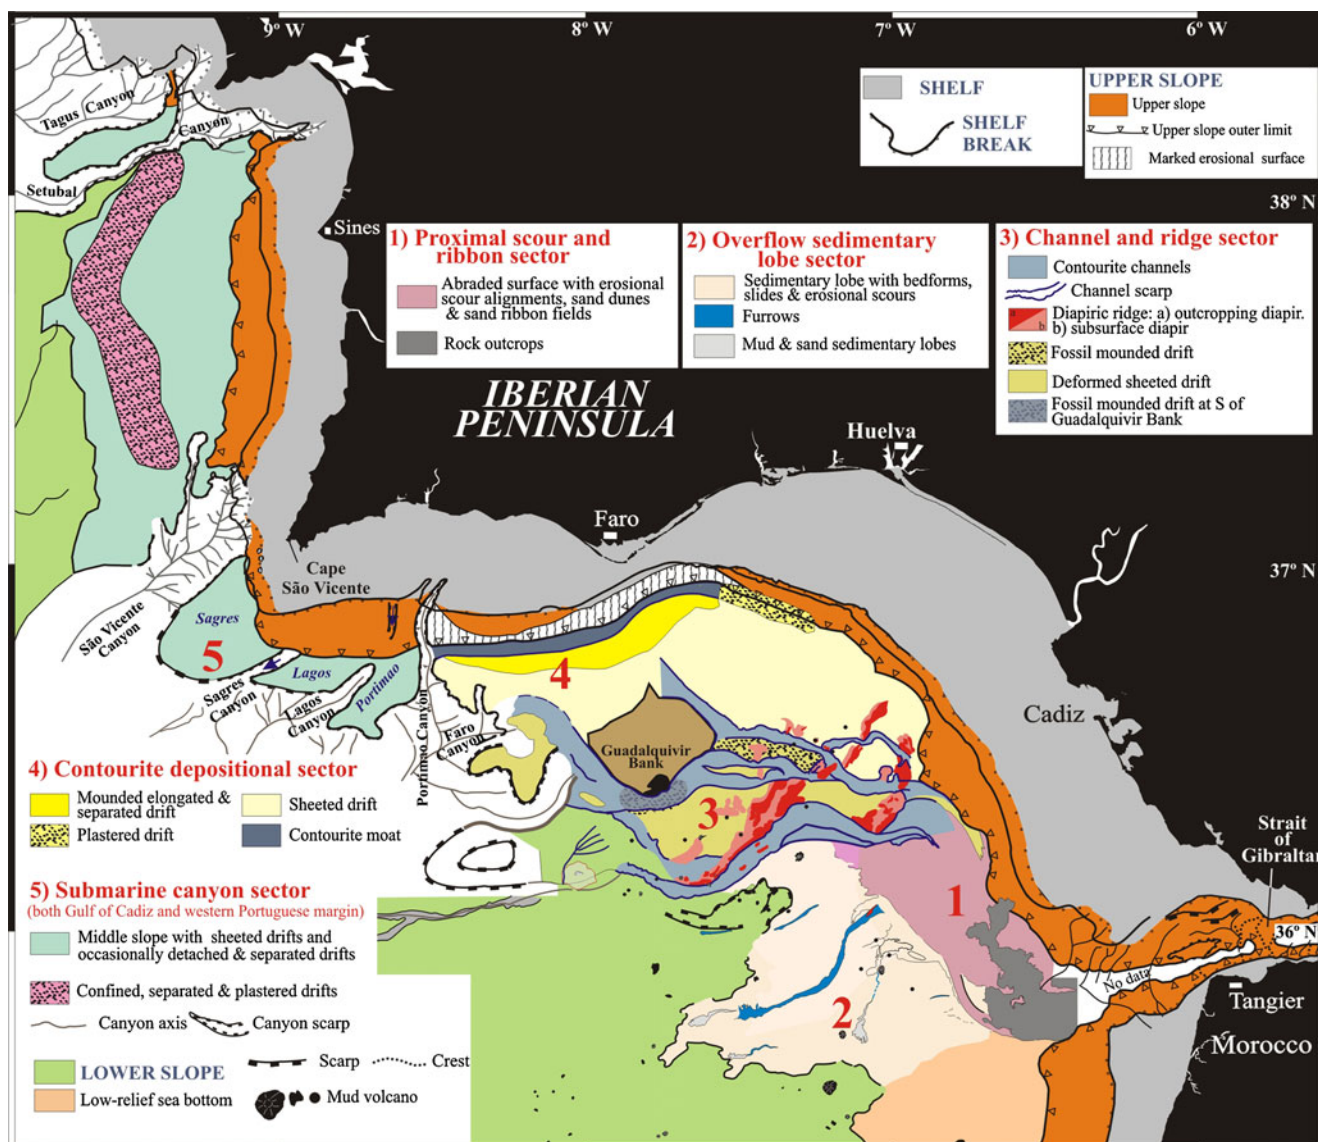 9º W
8º W
7º W
6º W
SHELF
SHELF
BREAK
UPPER SLOPE
Upper slope
Upper slope outer limit
Marked erosional surface
Tagus Canyon
Canyon
Setubal
38º N
Sines
1) Proximal scour and
ribbon sector
Abraded surface with erosional
scour alignments, sand dunes
& sand ribbon fields
Rock outcrops
2) Overflow sedimentary
lobe sector
Sedimentary lobe with bedforms,
slides & erosional scours
Furrows
Mud & sand sedimentary lobes
3) Channel and ridge sector
Contourite channels
Channel scarp
a
b
Diapiric ridge: a) outcropping diapir.
b) subsurface diapir
Fossil mounded drift
Deformed sheeted drift
Fossil mounded drift at S of
Guadalquivir Bank
IBERIAN
PENINSULA
Huelva
Faro
37º N
Cape
São Vicente
São Vicente
Canyon
Sagres
5
Sagres
Canyon
Lagos
Lagos
Canyon
Portimao
Portimao Canyon
Faro
Canyon
4
Guadalquivir
Bank
Cadiz
3
1
2
Strait
of
Gibraltar
36º N
No data
Tangier
Morocco
4) Contourite depositional sector
Mounded elongated &
separated drift
Sheeted drift
Plastered drift
Contourite moat
5) Submarine canyon sector
(both Gulf of Cadiz and western Portuguese margin)
Middle slope with sheeted drifts and
occasionally detached & separated drifts
Confined, separated & plastered drifts
Canyon axis
Canyon scarp
LOWER SLOPE
Scarp
Crest
Low-relief sea bottom
Mud volcano